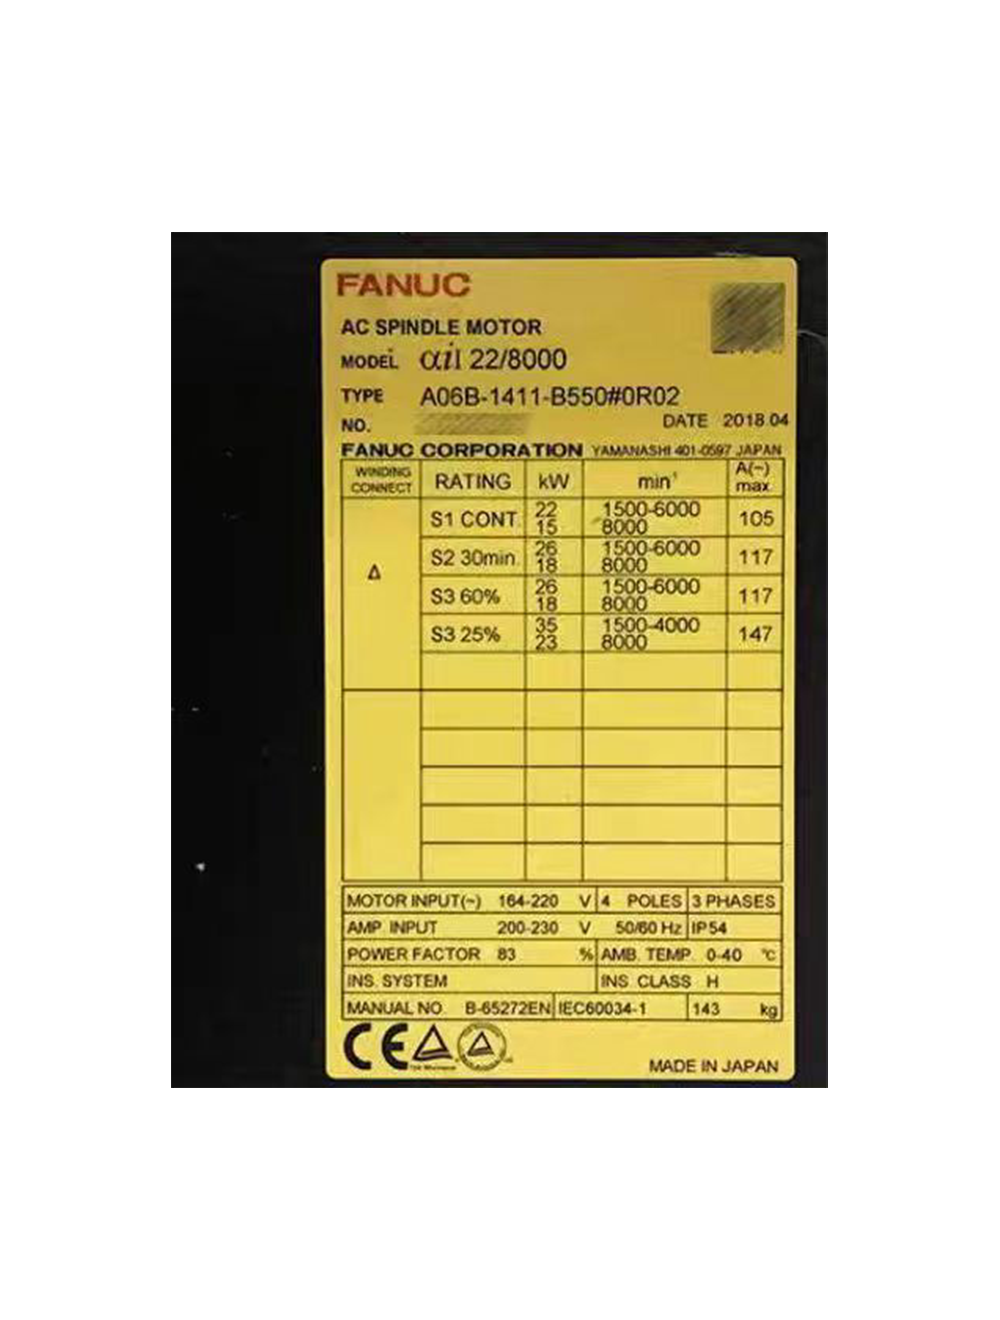 FANUC
AC SPINDLE MOTOR
MODEL αiI 22/8000
TYPE A06B-1411-B550#0R02
NO.
DATE 2018.04
FANUC CORPORATION YAMANASHI 401-0597 JAPAN
WINDING CONNECT RATING kW min⁻¹ A(~) max
Δ
S1 CONT. 22 1500-6000 105
15 8000
S2 30min. 26 1500-6000 117
18 8000
S3 60% 26 1500-6000 117
18 8000
S3 25% 35 1500-4000 147
23 8000
MOTOR INPUT(~) 164-220 V 4 POLES 3 PHASES
AMP. INPUT 200-230 V 50/60 Hz IP54
POWER FACTOR 83 % AMB. TEMP. 0-40 ℃
INS. SYSTEM INS. CLASS H
MANUAL NO. B-65272EN IEC60034-1 143 kg
CE
MADE IN JAPAN